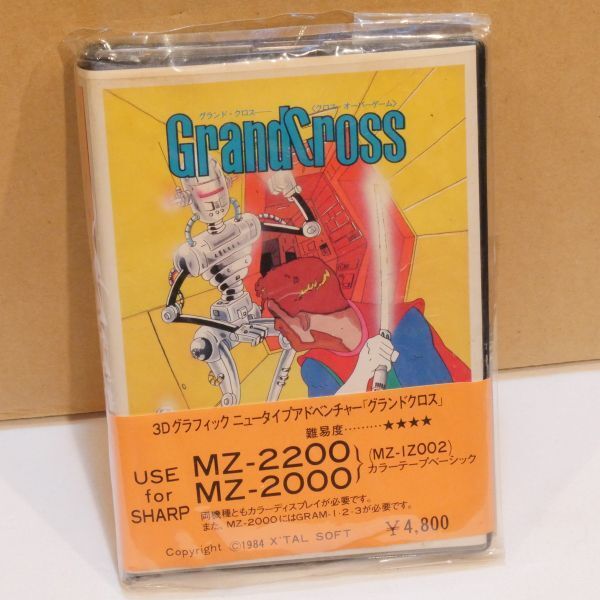 グランド・クロス
〈クロス オーバーゲーム〉
GrandCross
3Dグラフィック ニュータイプアドベンチャー「グランドクロス」
難易度………★★★★
USE for SHARP
MZ-2200
MZ-2000
(MZ-1Z002)
カラーテープベーシック
両機種ともカラーディスプレイが必要です。
また、MZ-2000にはGRAM-1・2・3が必要です。
¥4,800
Copyright ©1984 X'TAL SOFT